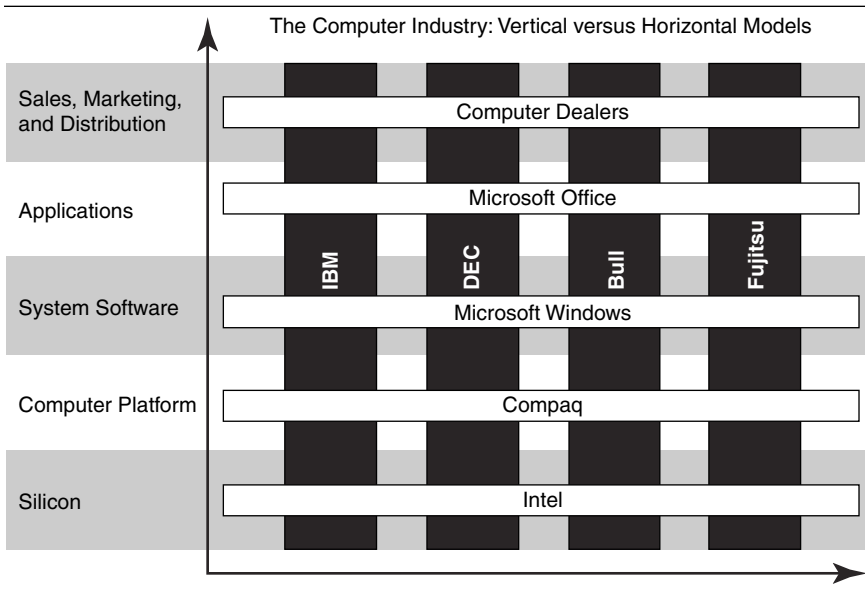 The Computer Industry: Vertical versus Horizontal Models
Sales, Marketing,
and Distribution
Computer Dealers
Applications
Microsoft Office
IBM
DEC
Bull
Fujitsu
System Software
Microsoft Windows
Computer Platform
Compaq
Silicon
Intel